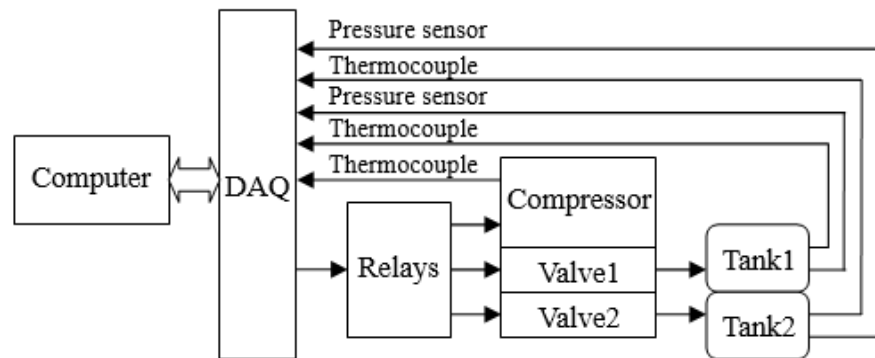 Pressure sensor
Thermocouple
Pressure sensor
Thermocouple
Thermocouple
Computer
DAQ
Compressor
Relays
Valve1
Valve2
Tank1
Tank2